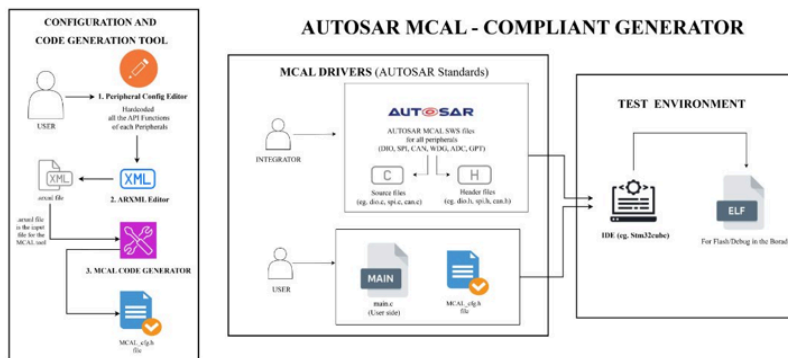 CONFIGURATION AND
CODE GENERATION TOOL
USER
1. Peripheral Config Editor
Hardcoded
all the API Functions
of each Peripherals
XML
.arxml file
XML
2. ARXML Editor
.arxml file
is the input
file for the
MCAL tool
3. MCAL CODE GENERATOR
MCAL_cfg.h
file
AUTOSAR MCAL - COMPLIANT GENERATOR
MCAL DRIVERS (AUTOSAR Standards)
INTEGRATOR
AUTOSAR
AUTOSAR MCAL SWS files
for all peripherals
(DIO, SPI, CAN, WDG, ADC, GPT)
C
H
Source files
(eg. dio.c, spi.c, can.c)
Header files
(eg. dio.h, spi.h, can.h)
USER
MAIN
main.c
(User side)
MCAL_cfg.h
file
TEST ENVIRONMENT
IDE (eg. Stm32cubc)
ELF
For Flash/Debug in the Borad